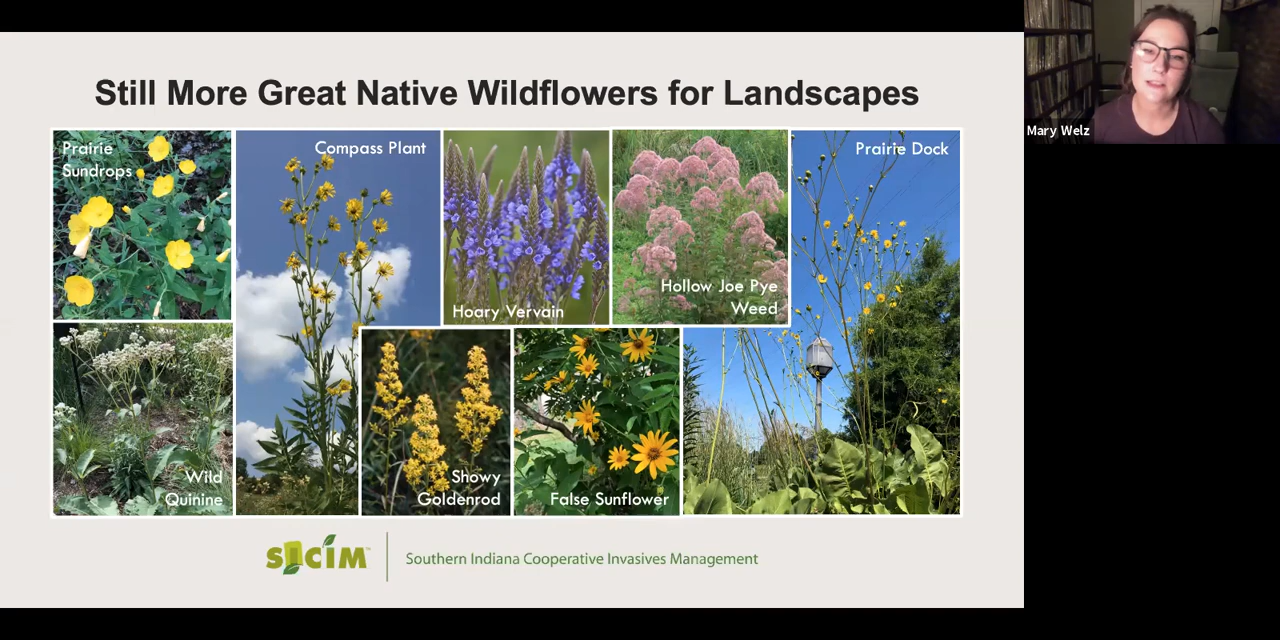 Still More Great Native Wildflowers for Landscapes
Prairie
Sundrops
Compass Plant
Hoary Vervain
Hollow Joe Pye
Weed
Prairie Dock
Wild
Quinine
Showy
Goldenrod
False Sunflower
SICIM™
Southern Indiana Cooperative Invasives Management
Mary Welz